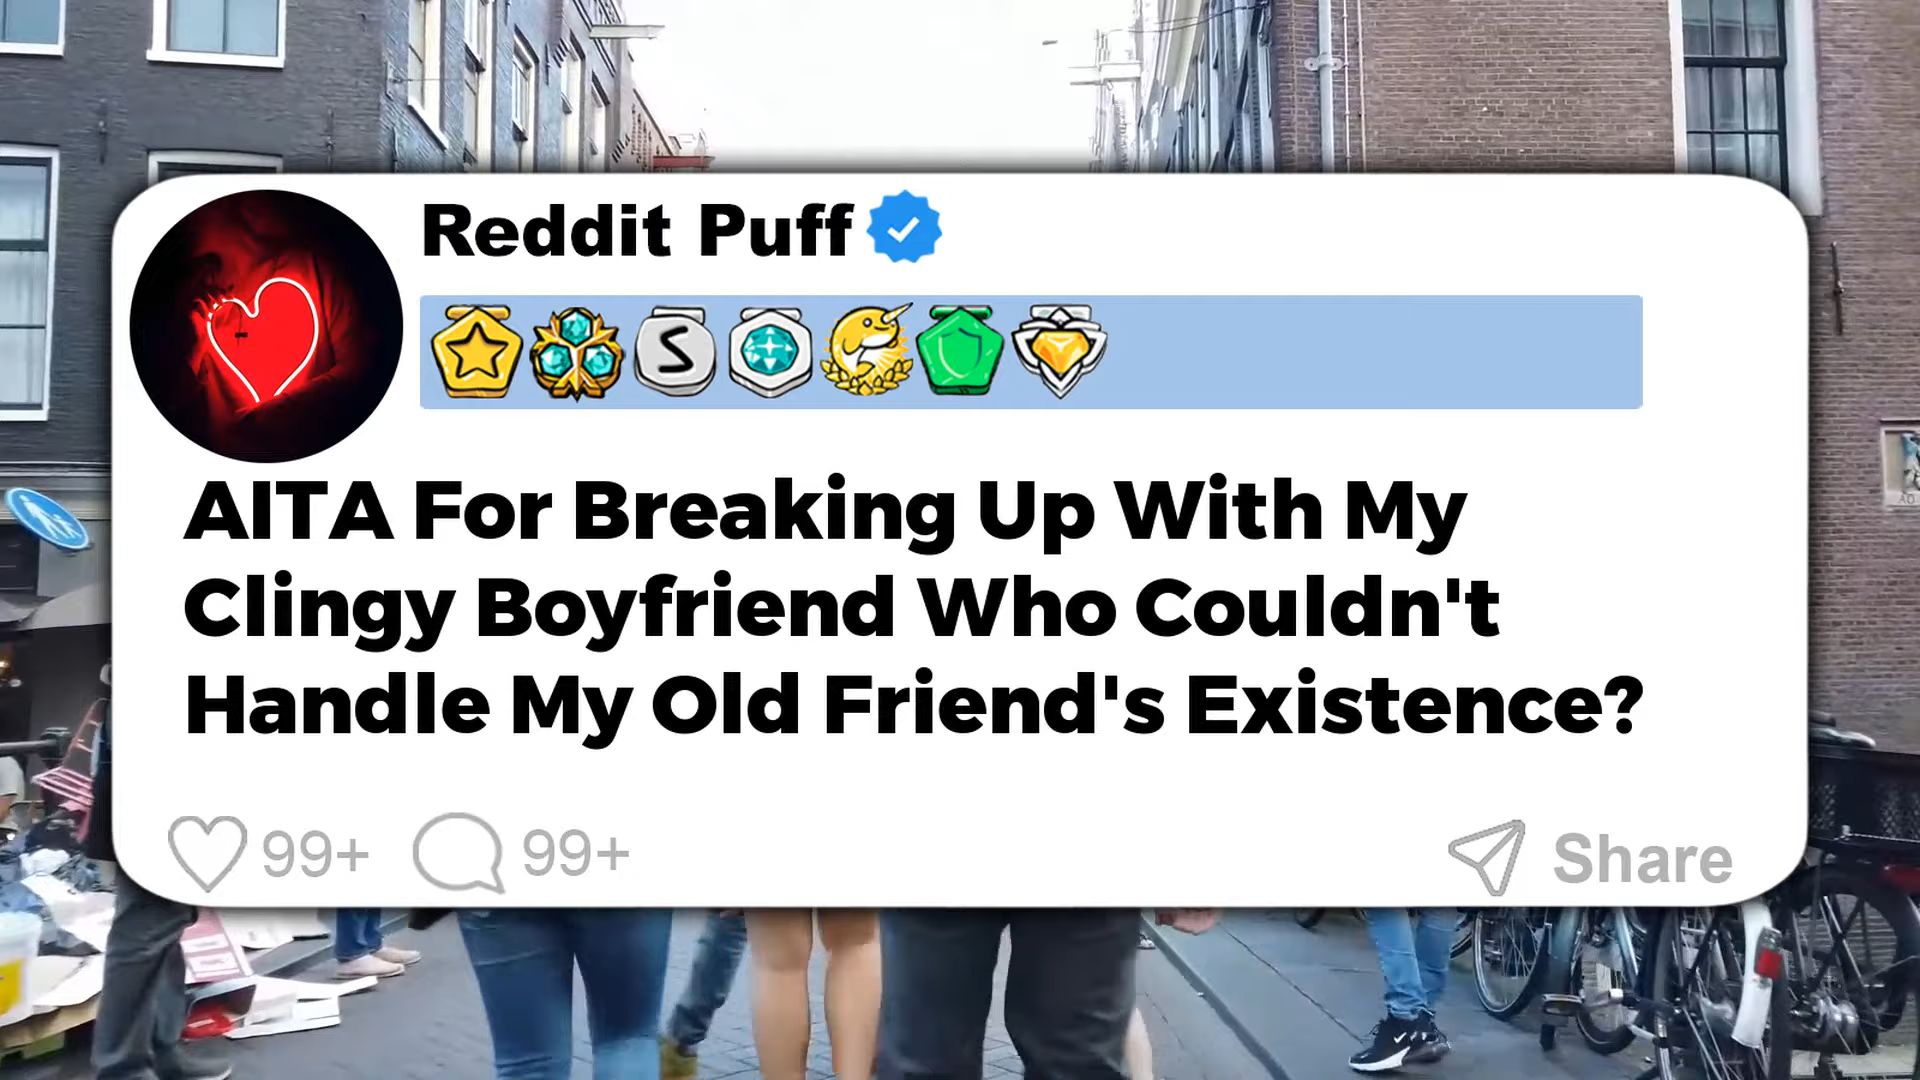 Reddit Puff
S
AITA For Breaking Up With My
Clingy Boyfriend Who Couldn't
Handle My Old Friend's Existence?
99+ 99+ Share